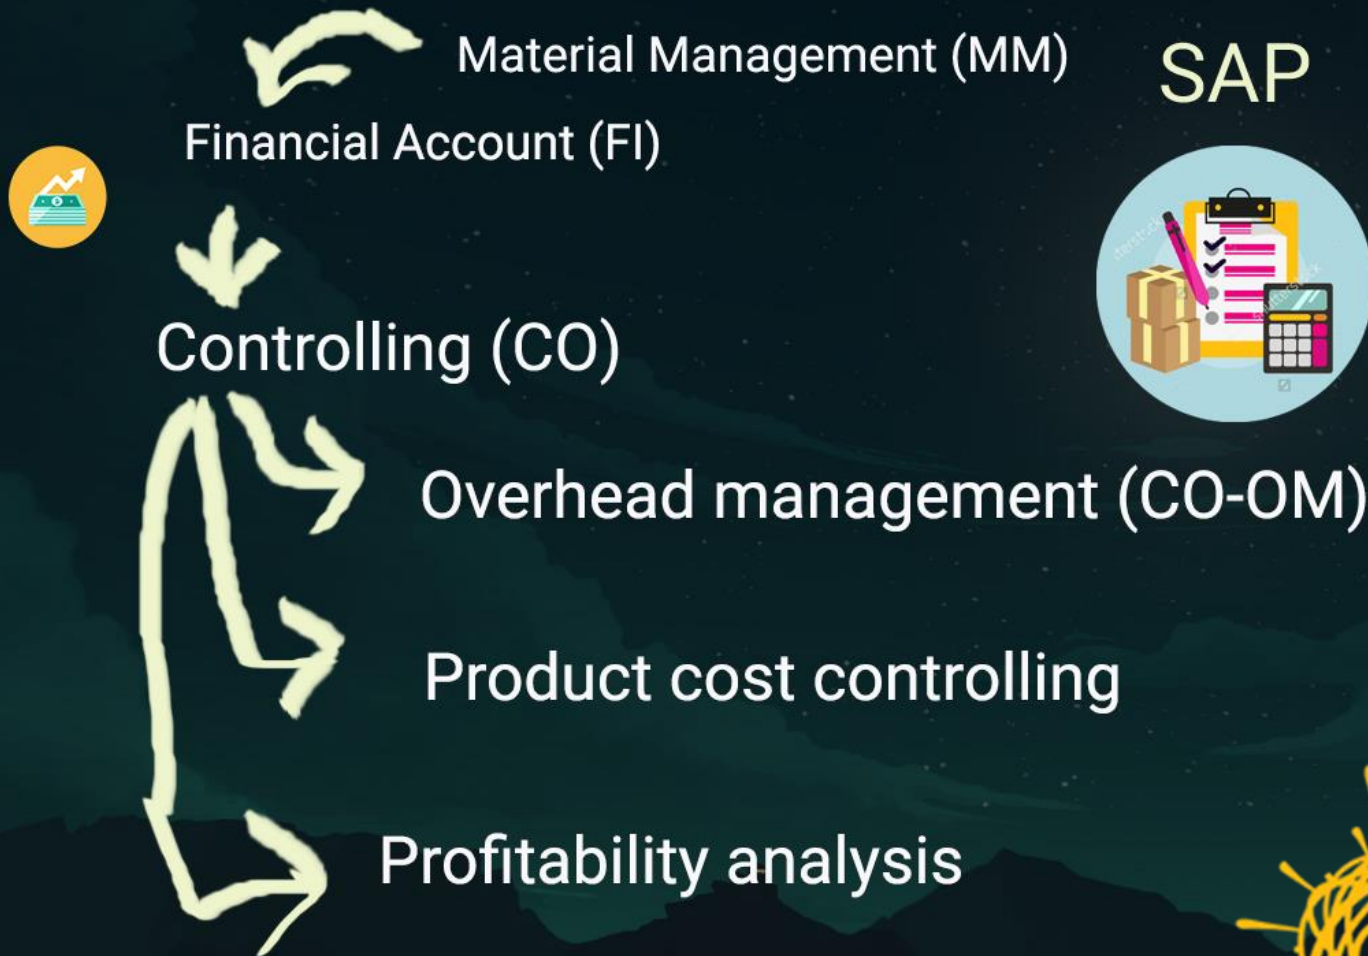 Material Management (MM)
SAP
Financial Account (FI)
Controlling (CO)
Overhead management (CO-OM)
Product cost controlling
Profitability analysis